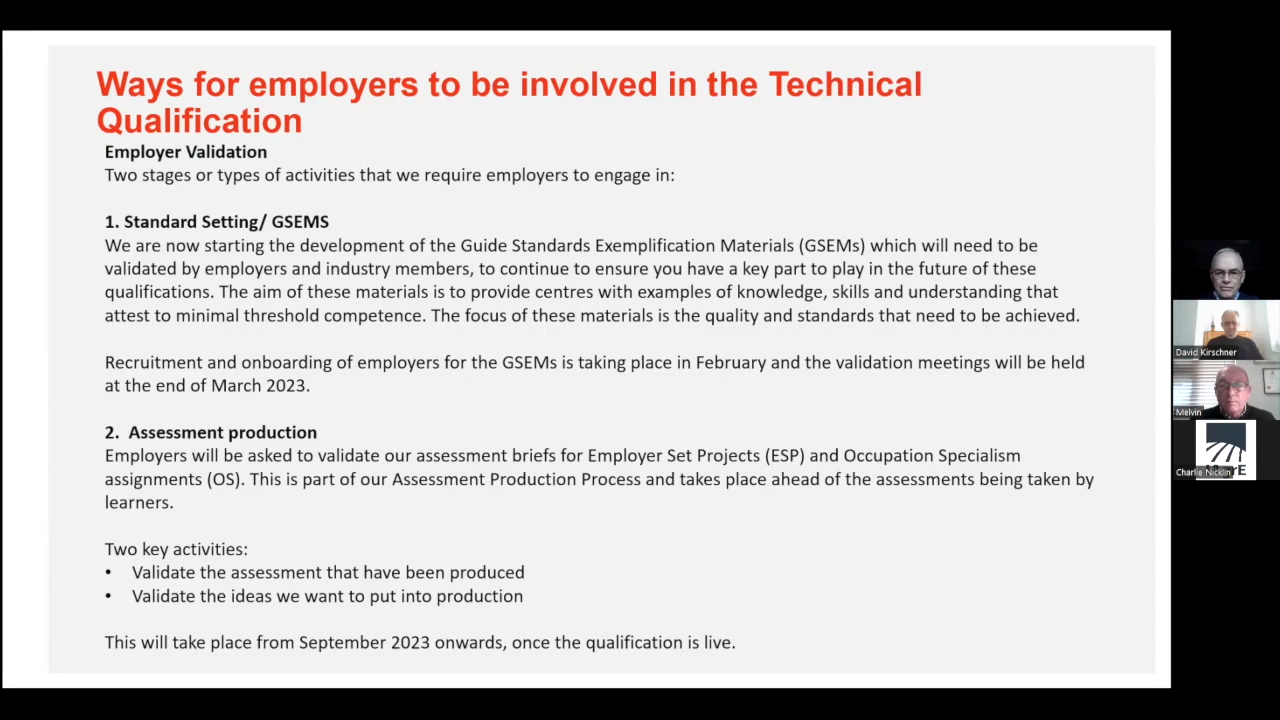 Ways for employers to be involved in the Technical
Qualification
Employer Validation
Two stages or types of activities that we require employers to engage in:
1. Standard Setting/ GSEMS
We are now starting the development of the Guide Standards Exemplification Materials (GSEMs) which will need to be
validated by employers and industry members, to continue to ensure you have a key part to play in the future of these
qualifications. The aim of these materials is to provide centres with examples of knowledge, skills and understanding that
attest to minimal threshold competence. The focus of these materials is the quality and standards that need to be achieved.
Recruitment and onboarding of employers for the GSEMs is taking place in February and the validation meetings will be held
at the end of March 2023.
2. Assessment production
Employers will be asked to validate our assessment briefs for Employer Set Projects (ESP) and Occupation Specialism
assignments (OS). This is part of our Assessment Production Process and takes place ahead of the assessments being taken by
learners.
Two key activities:
• Validate the assessment that have been produced
• Validate the ideas we want to put into production
This will take place from September 2023 onwards, once the qualification is live.
David Kirschner
Melvin
Charlie Nicklin